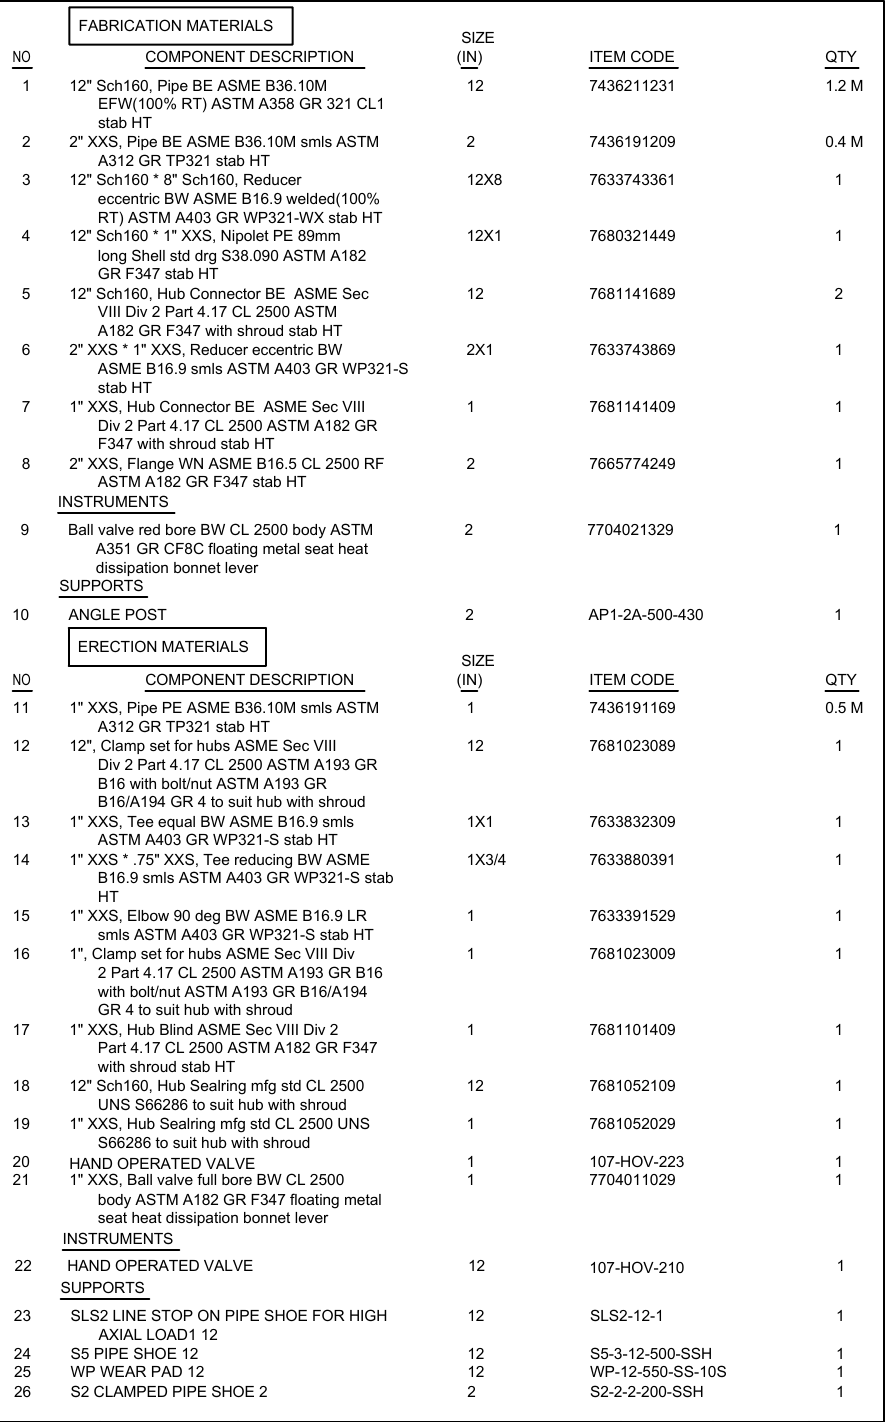 FABRICATION MATERIALS
SIZE
NO COMPONENT DESCRIPTION (IN) ITEM CODE QTY
1 12" Sch160, Pipe BE ASME B36.10M 12 7436211231 1.2 M
EFW(100% RT) ASTM A358 GR 321 CL1
stab HT
2 2" XXS, Pipe BE ASME B36.10M smls ASTM 2 7436191209 0.4 M
A312 GR TP321 stab HT
3 12" Sch160 * 8" Sch160, Reducer 12X8 7633743361 1
eccentric BW ASME B16.9 welded(100%
RT) ASTM A403 GR WP321-WX stab HT
4 12" Sch160 * 1" XXS, Nipolet PE 89mm 12X1 7680321449 1
long Shell std drg S38.090 ASTM A182
GR F347 stab HT
5 12" Sch160, Hub Connector BE ASME Sec 12 7681141689 2
VIII Div 2 Part 4.17 CL 2500 ASTM
A182 GR F347 with shroud stab HT
6 2" XXS * 1" XXS, Reducer eccentric BW 2X1 7633743869 1
ASME B16.9 smls ASTM A403 GR WP321-S
stab HT
7 1" XXS, Hub Connector BE ASME Sec VIII 1 7681141409 1
Div 2 Part 4.17 CL 2500 ASTM A182 GR
F347 with shroud stab HT
8 2" XXS, Flange WN ASME B16.5 CL 2500 RF 2 7665774249 1
ASTM A182 GR F347 stab HT
INSTRUMENTS
9 Ball valve red bore BW CL 2500 body ASTM 2 7704021329 1
A351 GR CF8C floating metal seat heat
dissipation bonnet lever
SUPPORTS
10 ANGLE POST 2 AP1-2A-500-430 1
ERECTION MATERIALS
SIZE
NO COMPONENT DESCRIPTION (IN) ITEM CODE QTY
11 1" XXS, Pipe PE ASME B36.10M smls ASTM 1 7436191169 0.5 M
A312 GR TP321 stab HT
12 12", Clamp set for hubs ASME Sec VIII 12 7681023089 1
Div 2 Part 4.17 CL 2500 ASTM A193 GR
B16 with bolt/nut ASTM A193 GR
B16/A194 GR 4 to suit hub with shroud
13 1" XXS, Tee equal BW ASME B16.9 smls 1X1 7633832309 1
ASTM A403 GR WP321-S stab HT
14 1" XXS * .75" XXS, Tee reducing BW ASME 1X3/4 7633880391 1
B16.9 smls ASTM A403 GR WP321-S stab
HT
15 1" XXS, Elbow 90 deg BW ASME B16.9 LR 1 7633391529 1
smls ASTM A403 GR WP321-S stab HT
16 1", Clamp set for hubs ASME Sec VIII Div 1 7681023009 1
2 Part 4.17 CL 2500 ASTM A193 GR B16
with bolt/nut ASTM A193 GR B16/A194
GR 4 to suit hub with shroud
17 1" XXS, Hub Blind ASME Sec VIII Div 2 1 7681101409 1
Part 4.17 CL 2500 ASTM A182 GR F347
with shroud stab HT
18 12" Sch160, Hub Sealring mfg std CL 2500 12 7681052109 1
UNS S66286 to suit hub with shroud
19 1" XXS, Hub Sealring mfg std CL 2500 UNS 1 7681052029 1
S66286 to suit hub with shroud
20 HAND OPERATED VALVE 1 107-HOV-223 1
21 1" XXS, Ball valve full bore BW CL 2500 1 7704011029 1
body ASTM A182 GR F347 floating metal
seat heat dissipation bonnet lever
INSTRUMENTS
22 HAND OPERATED VALVE 12 107-HOV-210 1
SUPPORTS
23 SLS2 LINE STOP ON PIPE SHOE FOR HIGH 12 SLS2-12-1 1
AXIAL LOAD1 12
24 S5 PIPE SHOE 12 12 S5-3-12-500-SSH 1
25 WP WEAR PAD 12 12 WP-12-550-SS-10S 1
26 S2 CLAMPED PIPE SHOE 2 2 S2-2-2-200-SSH 1